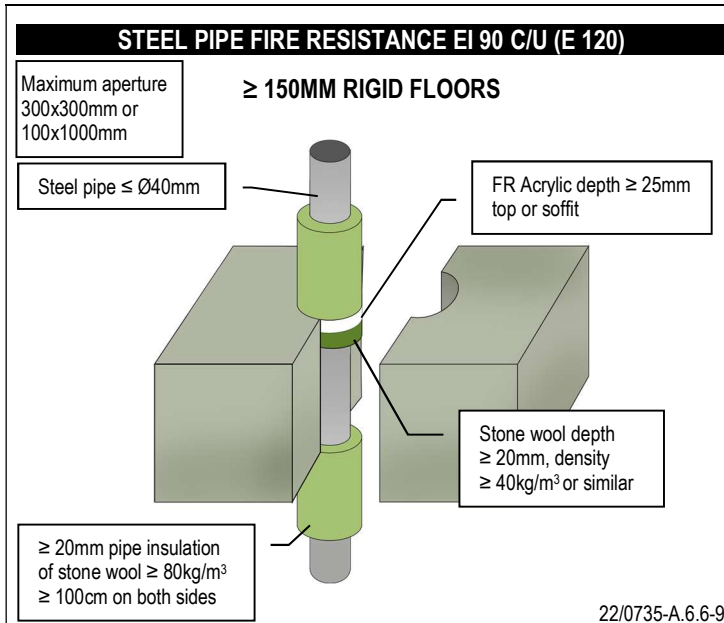 STEEL PIPE FIRE RESISTANCE EI 90 C/U (E 120)
Maximum aperture
300x300mm or
100x1000mm
≥ 150MM RIGID FLOORS
Steel pipe ≤ Ø40mm
FR Acrylic depth ≥ 25mm
top or soffit
Stone wool depth
≥ 20mm, density
≥ 40kg/m³ or similar
≥ 20mm pipe insulation
of stone wool ≥ 80kg/m³
≥ 100cm on both sides
22/0735-A.6.6-9